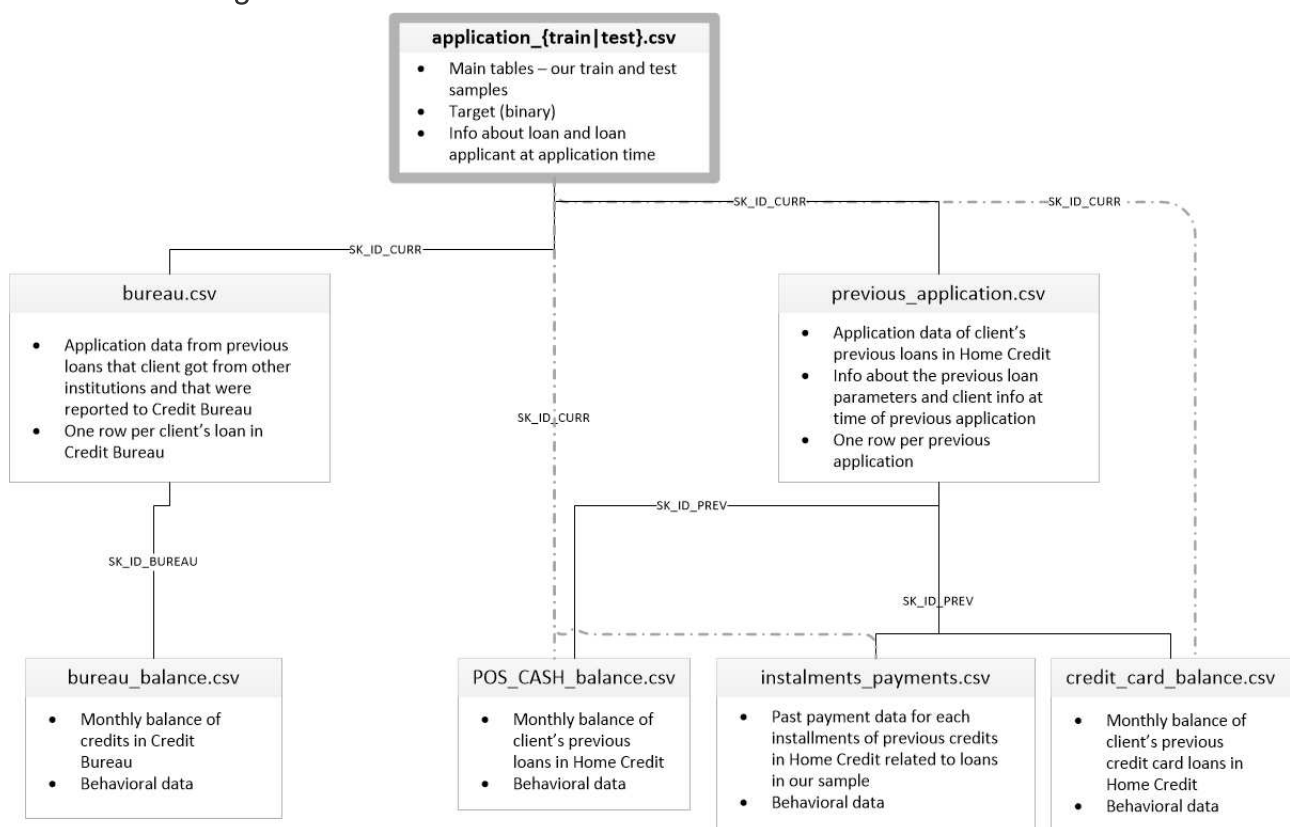 application_{train|test}.csv
• Main tables – our train and test
samples
• Target (binary)
• Info about loan and loan
applicant at application time
SK_ID_CURR
SK_ID_CURR
SK_ID_CURR
bureau.csv
• Application data from previous
loans that client got from other
institutions and that were
reported to Credit Bureau
• One row per client's loan in
Credit Bureau
previous_application.csv
• Application data of client's
previous loans in Home Credit
• Info about the previous loan
parameters and client info at
time of previous application
• One row per previous
application
SK_ID_CURR
SK_ID_PREV
SK_ID_BUREAU
SK_ID_PREV
bureau_balance.csv
• Monthly balance of
credits in Credit
Bureau
• Behavioral data
POS_CASH_balance.csv
• Monthly balance of
client's previous
loans in Home Credit
• Behavioral data
instalments_payments.csv
• Past payment data for each
installments of previous credits
in Home Credit related to loans
in our sample
• Behavioral data
credit_card_balance.csv
• Monthly balance of
client's previous
credit card loans in
Home Credit
• Behavioral data